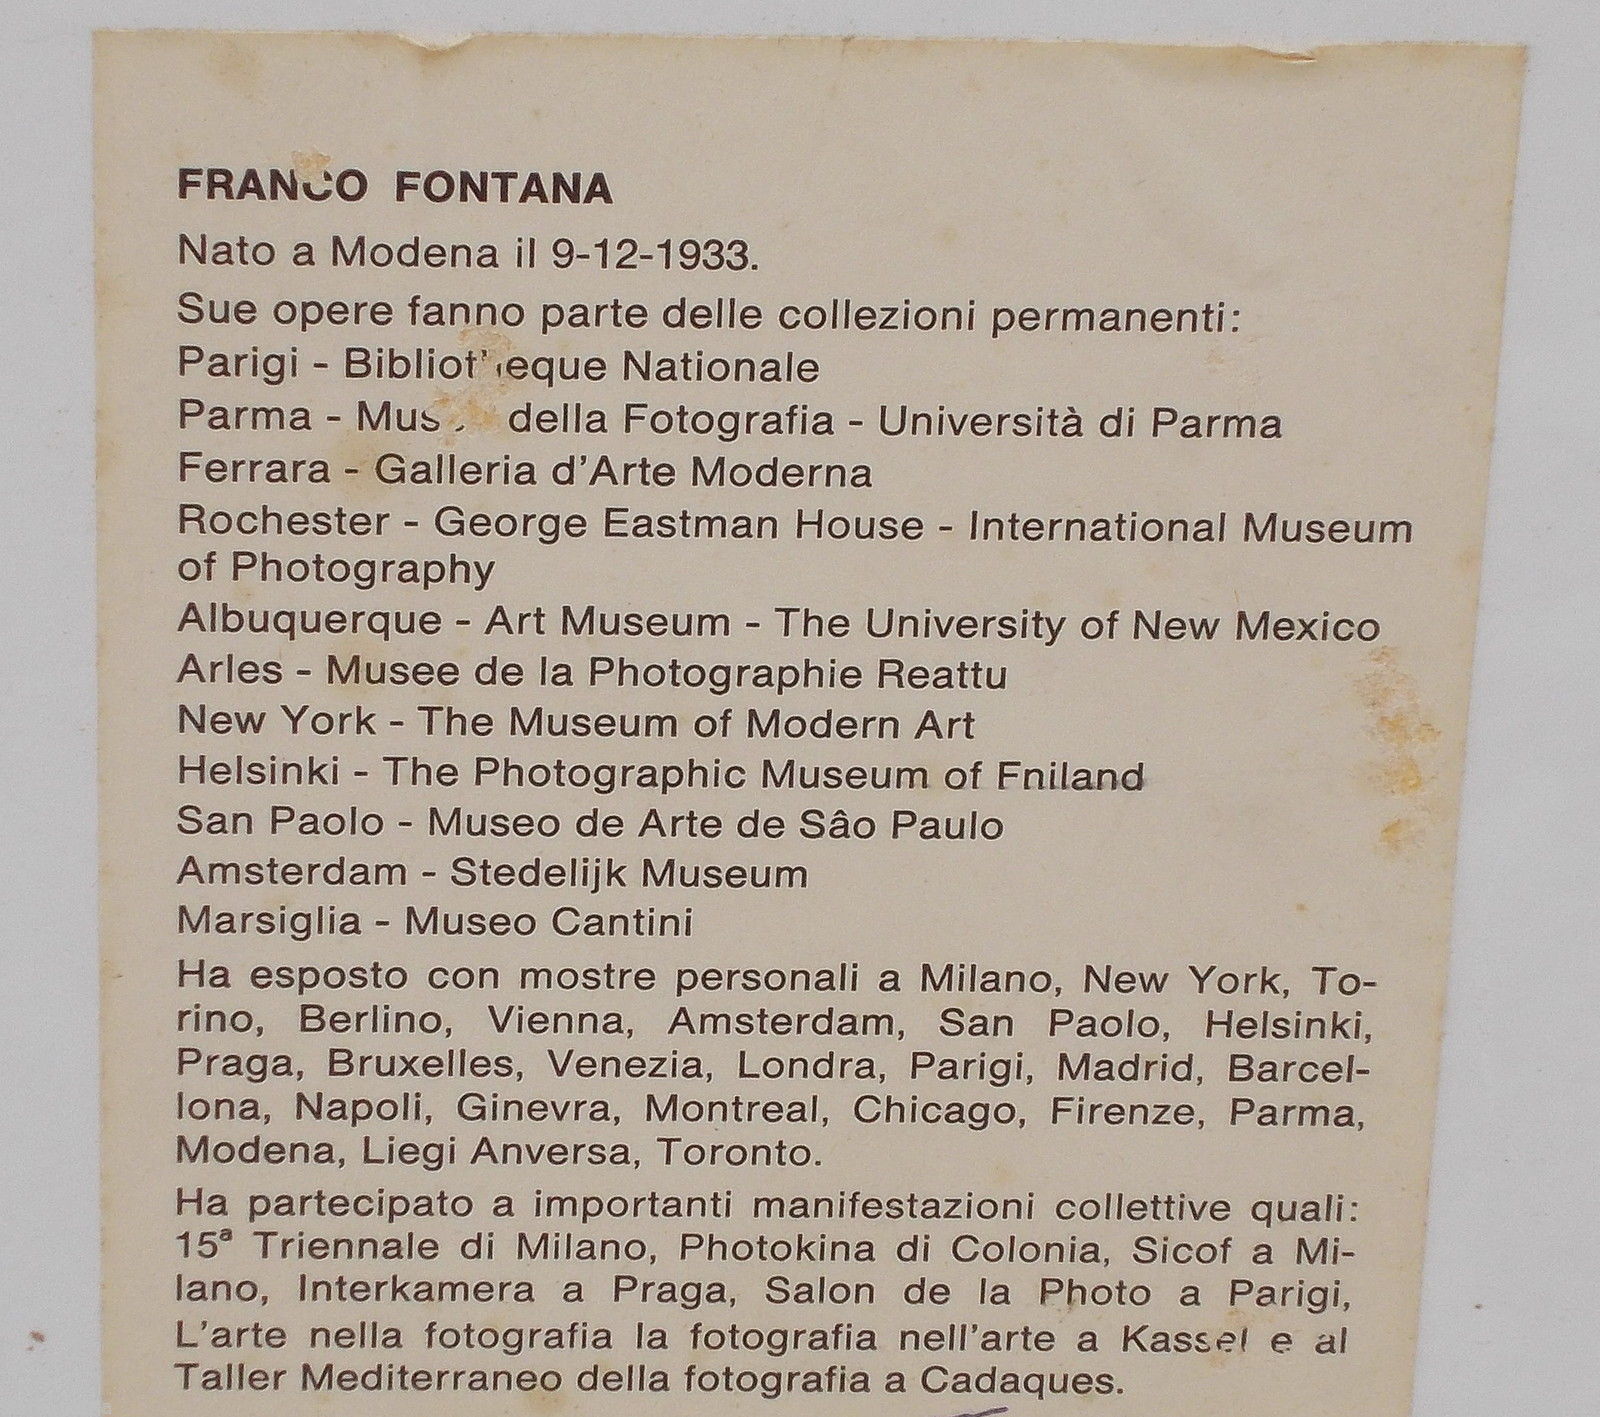 FRANCO FONTANA
Nato a Modena il 9-12-1933.
Sue opere fanno parte delle collezioni permanenti:
Parigi - Bibliotheque Nationale
Parma - della Fotografia - Università di Parma
Ferrara - Galleria d'Arte Moderna
Rochester - George Eastman House - International Museum
of Photography
Albuquerque - Art Museum - The University of New Mexico
Arles - Musee de la Photographie Reattu
New York - The Museum of Modern Art
Helsinki - The Photographic Museum of Fniland
San Paolo - Museo de Arte de Sâo Paulo
Amsterdam - Stedelijk Museum
Marsiglia - Museo Cantini
Ha esposto con mostre personali a Milano, New York, To-
rino, Berlino, Vienna, Amsterdam, San Paolo, Helsinki,
Praga, Bruxelles, Venezia, Londra, Parigi, Madrid, Barcel-
lona, Napoli, Ginevra, Montreal, Chicago, Firenze, Parma,
Modena, Liegi Anversa, Toronto.
Ha partecipato a importanti manifestazioni collettive quali:
15ª Triennale di Milano, Photokina di Colonia, Sicof a Mi-
lano, Interkamera a Praga, Salon de la Photo a Parigi,
L'arte nella fotografia la fotografia nell'arte a Kassel e al
Taller Mediterraneo della fotografia a Cadaques.